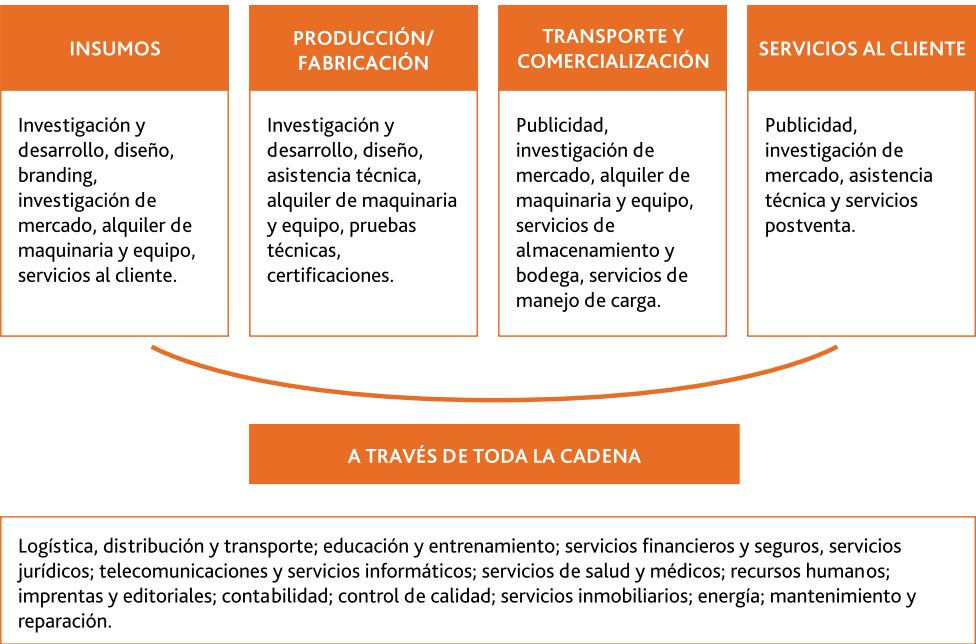 INSUMOS
Investigación y
desarrollo, diseño,
branding,
investigación de
mercado, alquiler de
maquinaria y equipo,
servicios al cliente.
PRODUCCIÓN/
FABRICACIÓN
Investigación y
desarrollo, diseño,
asistencia técnica,
alquiler de maquinaria
y equipo, pruebas
técnicas,
certificaciones.
TRANSPORTE Y
COMERCIALIZACIÓN
Publicidad,
investigación de
mercado, alquiler de
maquinaria y equipo,
servicios de
almacenamiento y
bodega, servicios de
manejo de carga.
SERVICIOS AL CLIENTE
Publicidad,
investigación de
mercado, asistencia
técnica y servicios
postventa.
A TRAVÉS DE TODA LA CADENA
Logística, distribución y transporte; educación y entrenamiento; servicios financieros y seguros, servicios
jurídicos; telecomunicaciones y servicios informáticos; servicios de salud y médicos; recursos humanos;
imprentas y editoriales; contabilidad; control de calidad; servicios inmobiliarios; energía; mantenimiento y
reparación.